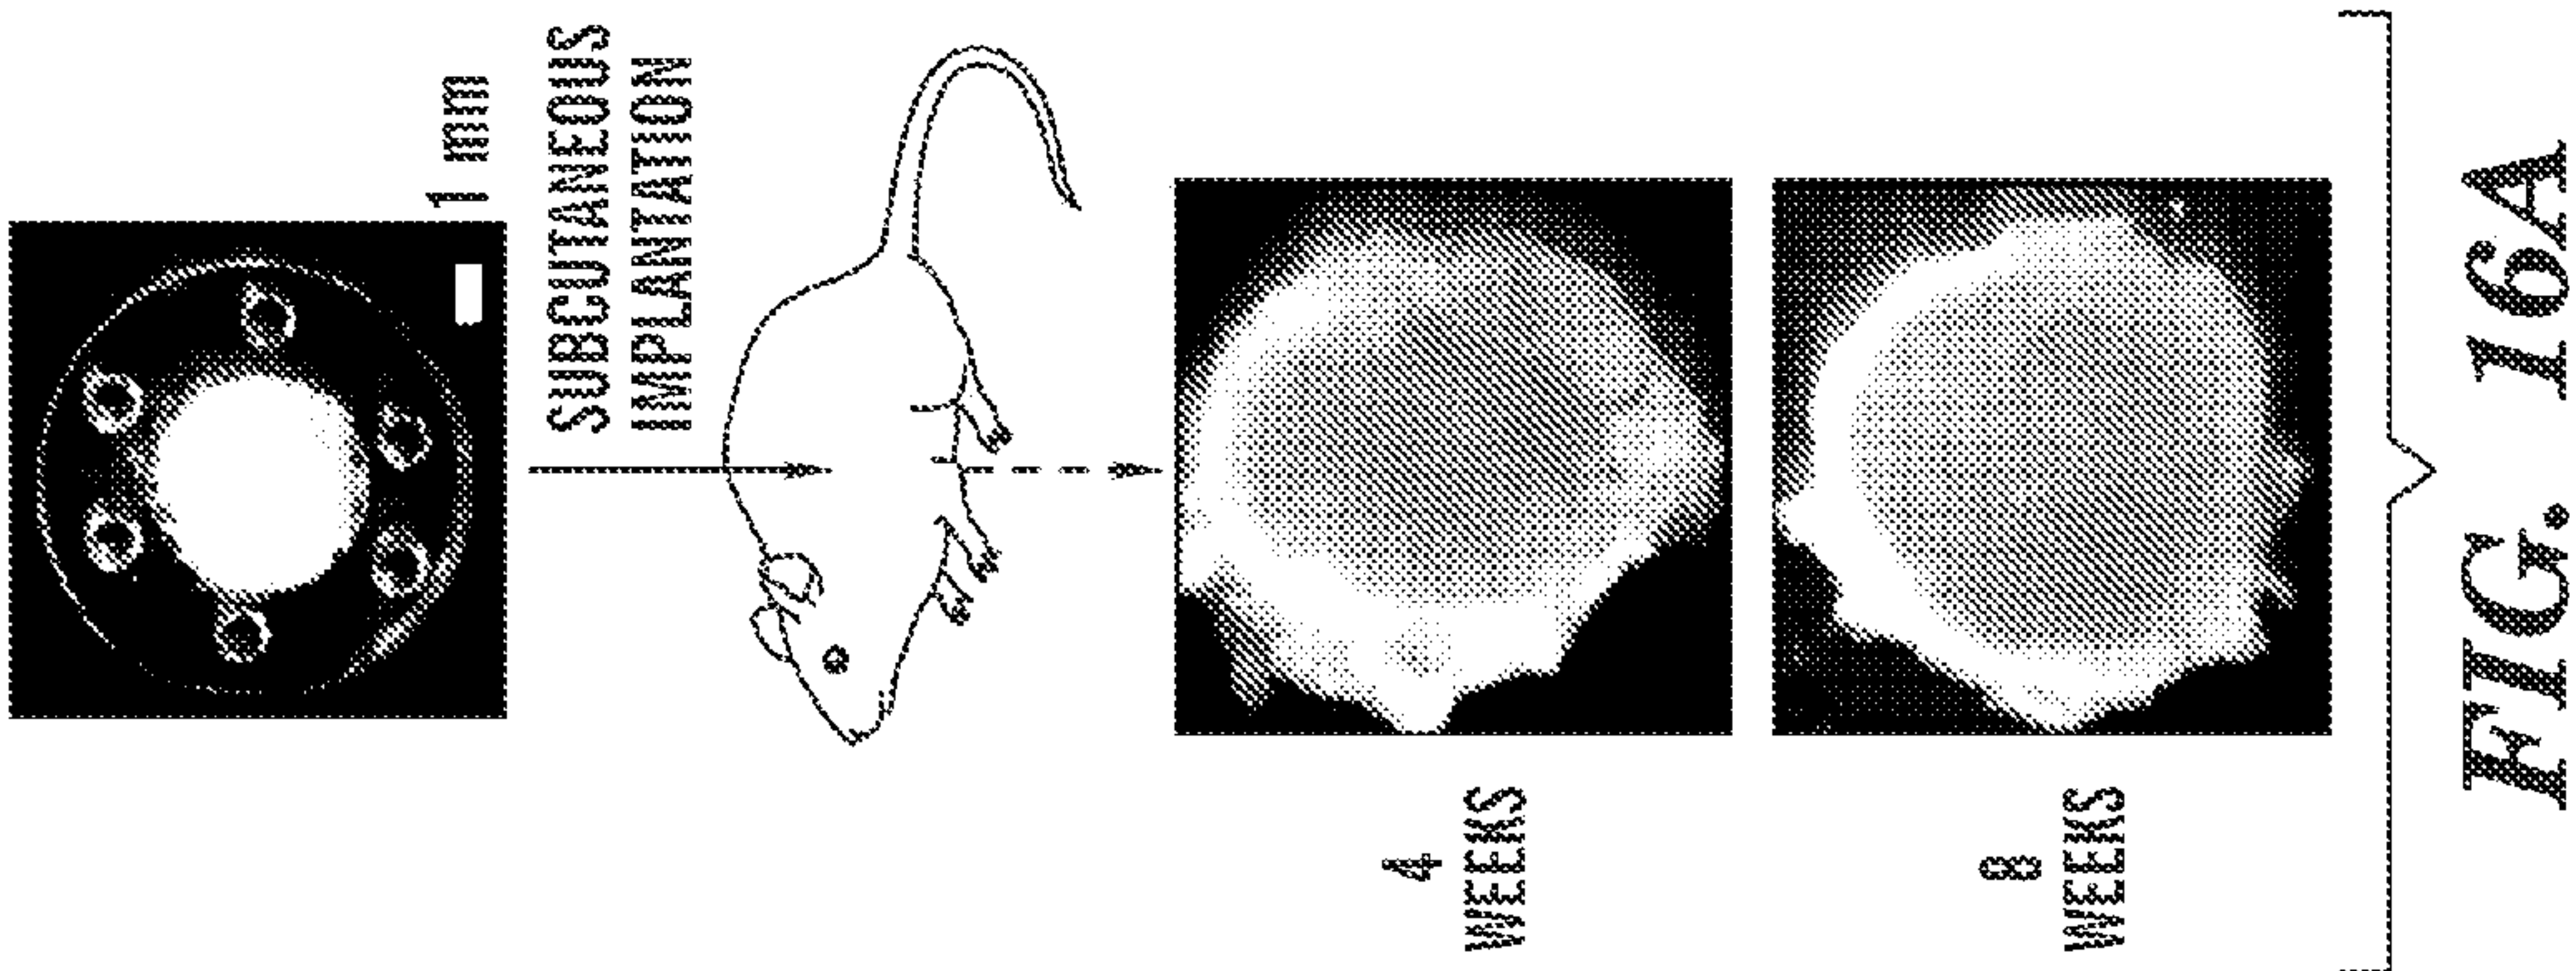 1 mm
SUBCUTANEOUS
IMPLANTATION
4
WEEKS
8
WEEKS
FIG. 16A